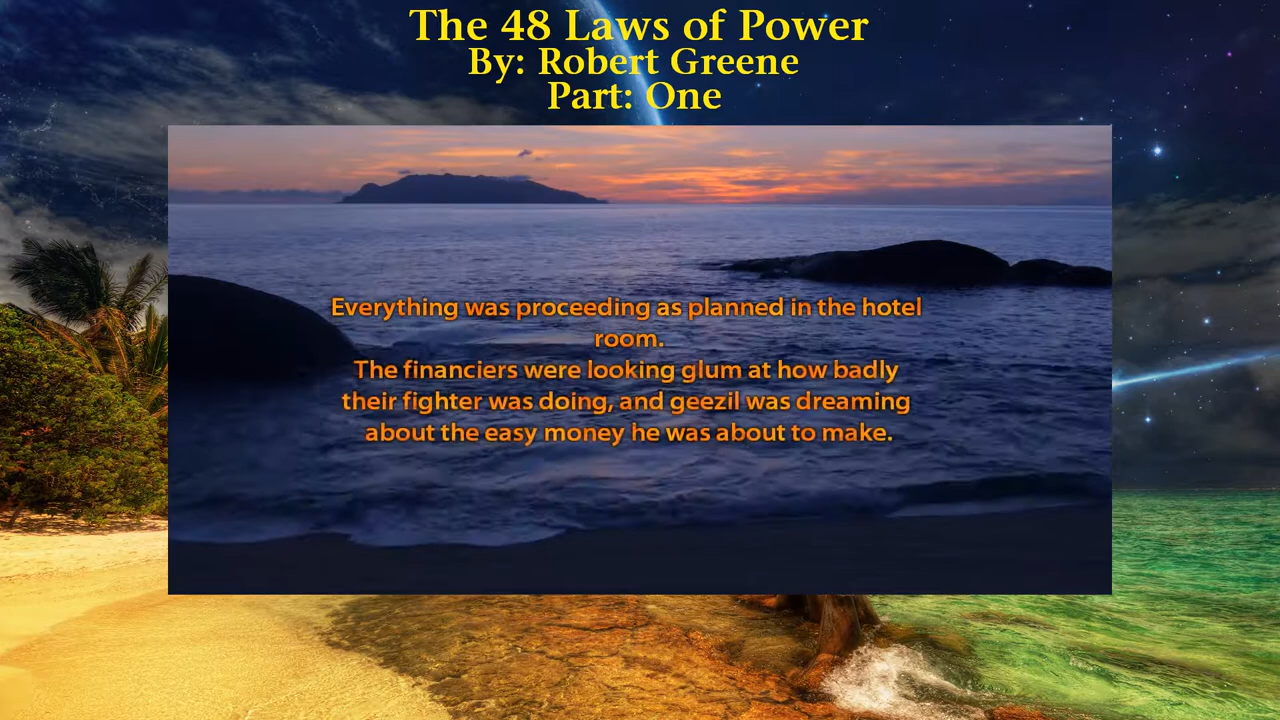 The 48 Laws of Power
By: Robert Greene
Part: One
Everything was proceeding as planned in the hotel
room.
The financiers were looking glum at how badly
their fighter was doing, and geezil was dreaming
about the easy money he was about to make.